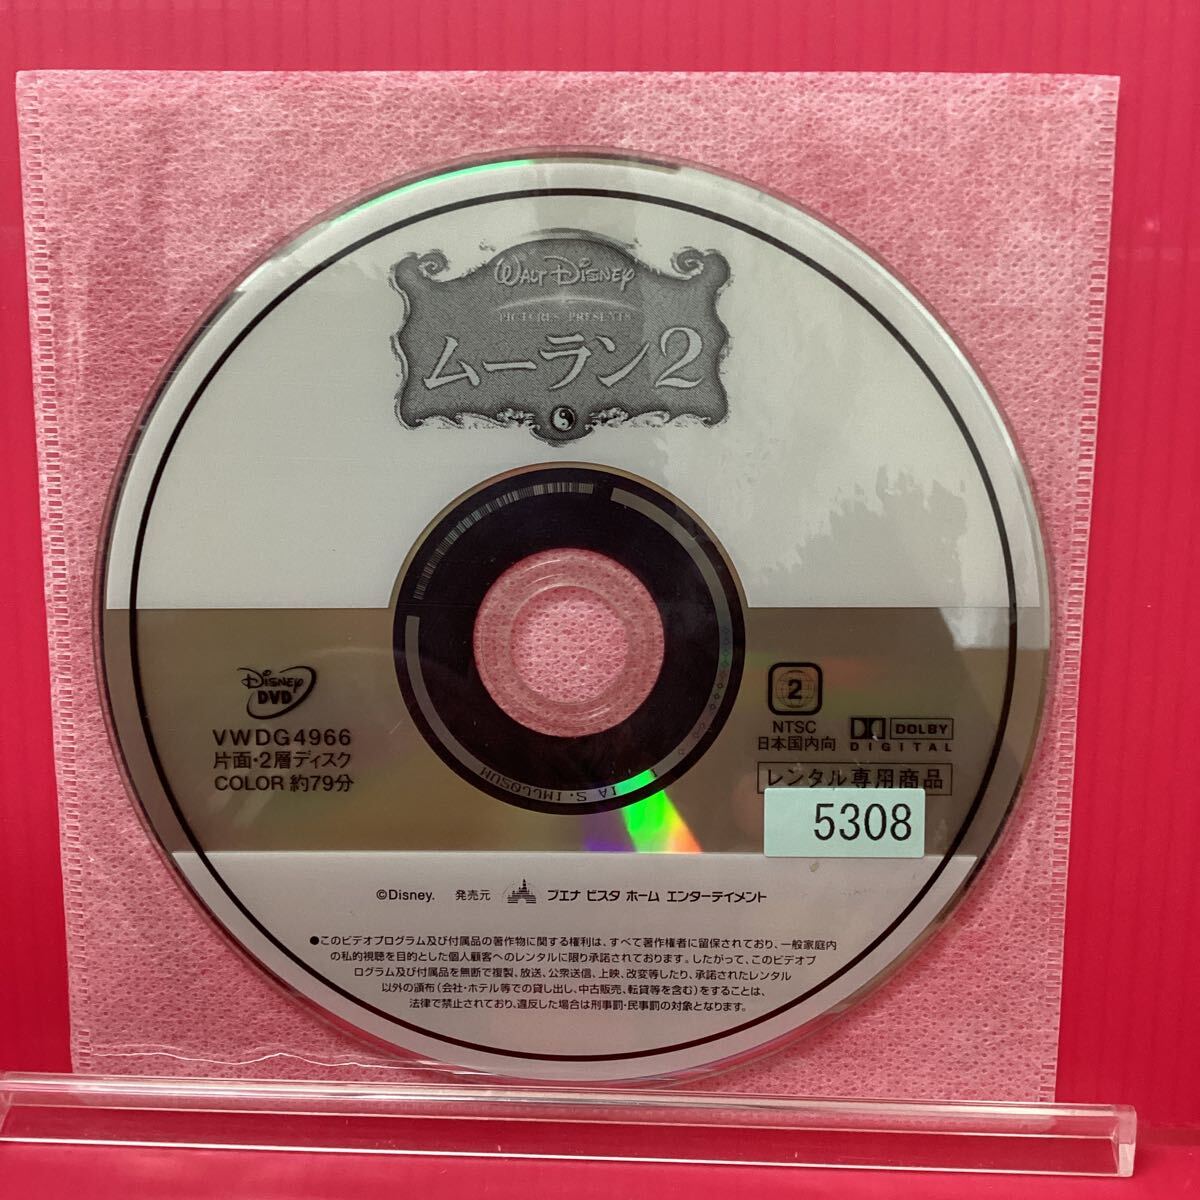 WALT DISNEY
PICTURES PRESENTS
ムーラン2
DISNEY
DVD
VWDG4966
片面・2層ディスク
COLOR 約79分
2
NTSC
日本国内向
DOLBY
DIGITAL
レンタル専用商品
5308
©Disney. 発売元 ブエナ ビスタ ホーム エンターテイメント
●このビデオプログラム及び付属品の著作物に関する権利は、すべて著作権者に留保されており、一般家庭内
の私的視聴を目的とした個人顧客へのレンタルに限り承諾されております。したがって、このビデオプ
ログラム及び付属品を無断で複製、放送、公衆送信、上映、改変等したり、承諾されたレンタル
以外の頒布(会社・ホテル等での貸し出し、中古販売、転貸等を含む)をすることは、
法律で禁止されており、違反した場合は刑事罰・民事罰の対象となります。